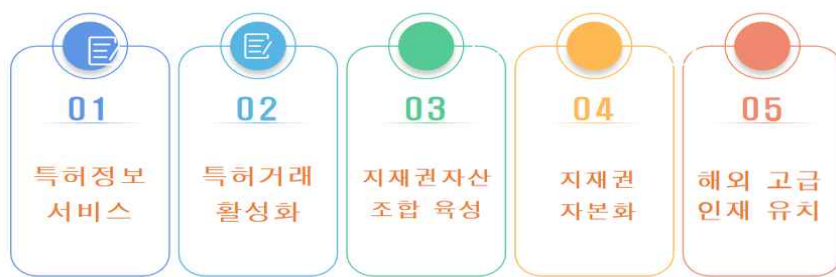 01
특허정보
서비스
02
특허거래
활성화
03
지재권자산
조합 육성
04
지재권
자본화
05
해외 고급
인재 유치